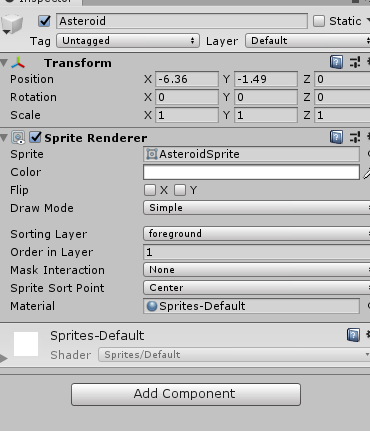 Inspector
Asteroid Static
Tag Untagged Layer Default
Transform
Position X -6.36 Y -1.49 Z 0
Rotation X 0 Y 0 Z 0
Scale X 1 Y 1 Z 1
Sprite Renderer
Sprite AsteroidSprite
Color
Flip X Y
Draw Mode Simple
Sorting Layer foreground
Order in Layer 1
Mask Interaction None
Sprite Sort Point Center
Material Sprites-Default
Sprites-Default
Shader Sprites/Default
Add Component